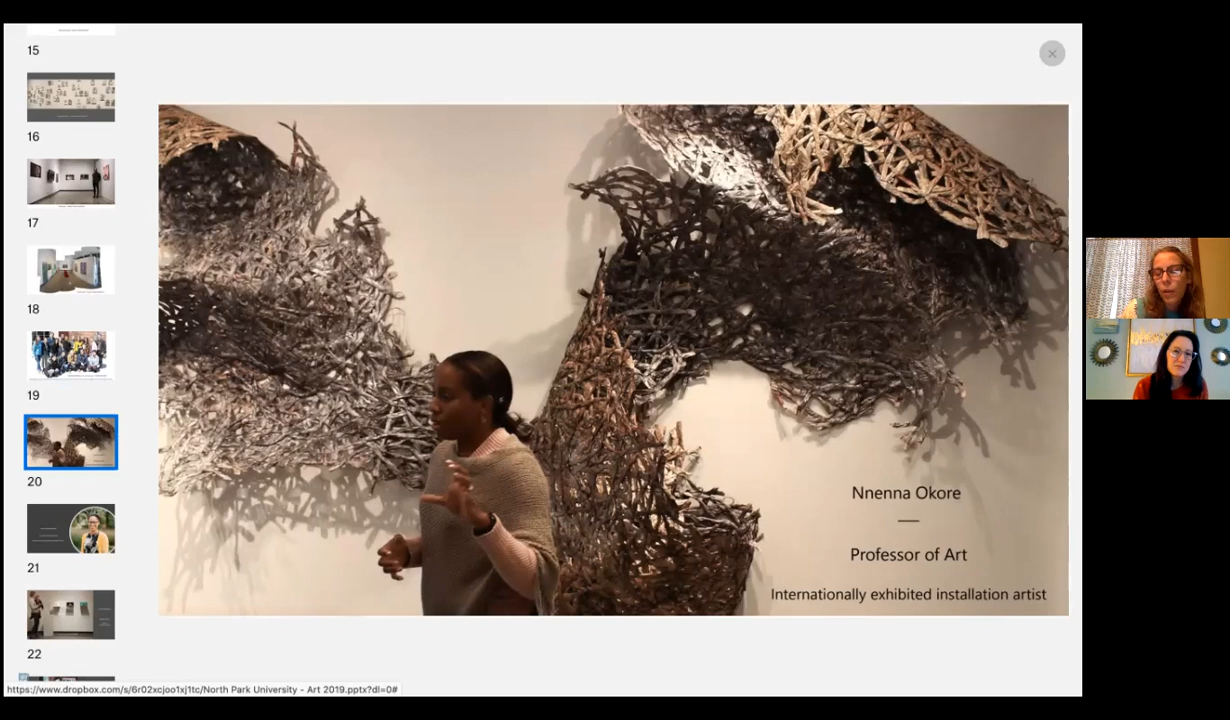 15
16
17
18
19
20
21
22
Nnenna Okore
Professor of Art
Internationally exhibited installation artist
https://www.dropbox.com/s/6r02xcjoo1xj1tc/North Park University - Art 2019.pptx?dl=0#